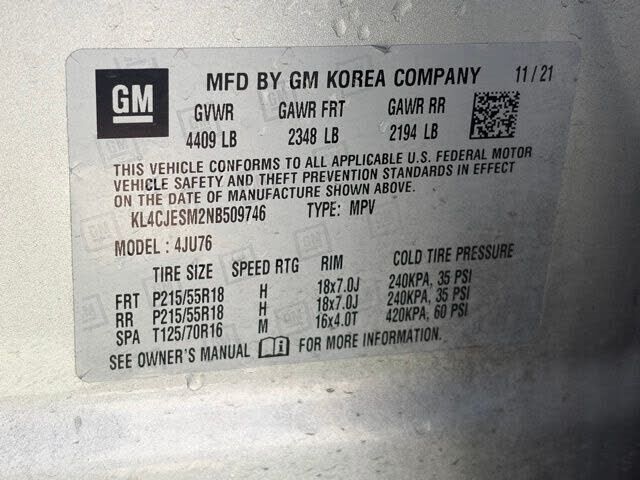 GM
MFD BY GM KOREA COMPANY 11/21
GVWR GAWR FRT GAWR RR
4409 LB 2348 LB 2194 LB
THIS VEHICLE CONFORMS TO ALL APPLICABLE U.S. FEDERAL MOTOR
VEHICLE SAFETY AND THEFT PREVENTION STANDARDS IN EFFECT
ON THE DATE OF MANUFACTURE SHOWN ABOVE.
KL4CJESM2NB509746 TYPE: MPV
MODEL: 4JU76
TIRE SIZE SPEED RTG RIM COLD TIRE PRESSURE
FRT P215/55R18 H 18x7.0J 240KPA, 35 PSI
RR P215/55R18 H 18x7.0J 240KPA, 35 PSI
SPA T125/70R16 M 16x4.0T 420KPA, 60 PSI
SEE OWNER'S MANUAL FOR MORE INFORMATION.